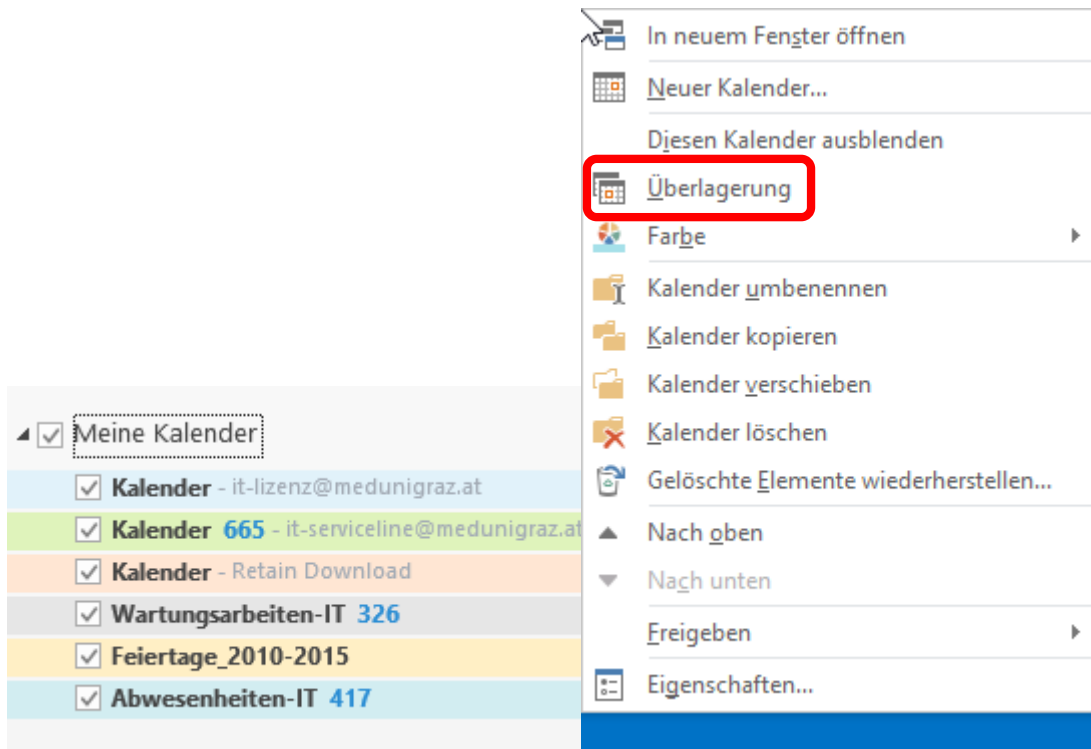 In neuem Fenster öffnen
Neuer Kalender...
Diesen Kalender ausblenden
Überlagerung
Farbe
Kalender umbenennen
Kalender kopieren
Kalender verschieben
Kalender löschen
Gelöschte Elemente wiederherstellen...
Nach oben
Nach unten
Freigeben
Eigenschaften...
Meine Kalender
Kalender - it-lizenz@medunigraz.at
Kalender 665 - it-serviceline@medunigraz.at
Kalender - Retain Download
Wartungsarbeiten-IT 326
Feiertage_2010-2015
Abwesenheiten-IT 417